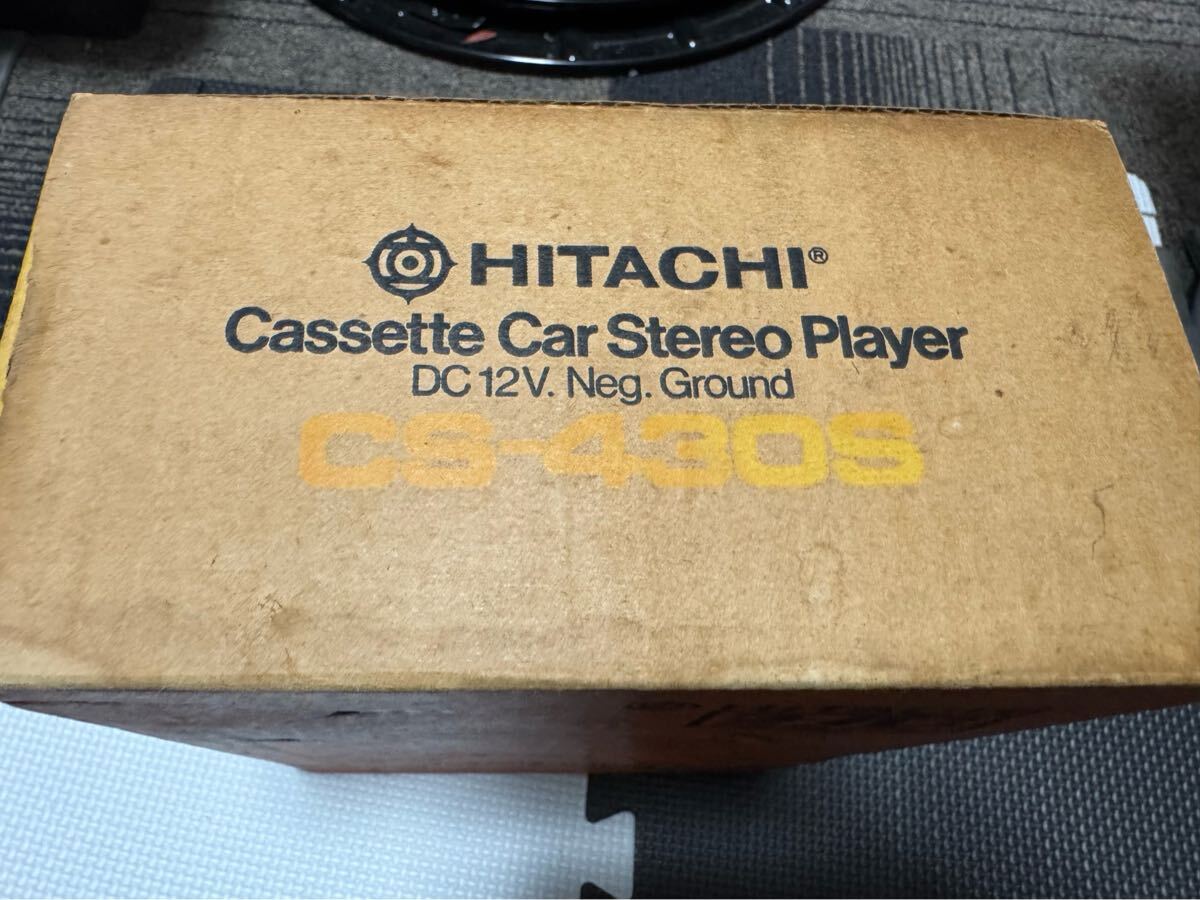 HITACHI®
Cassette Car Stereo Player
DC 12V. Neg. Ground
CS-430S